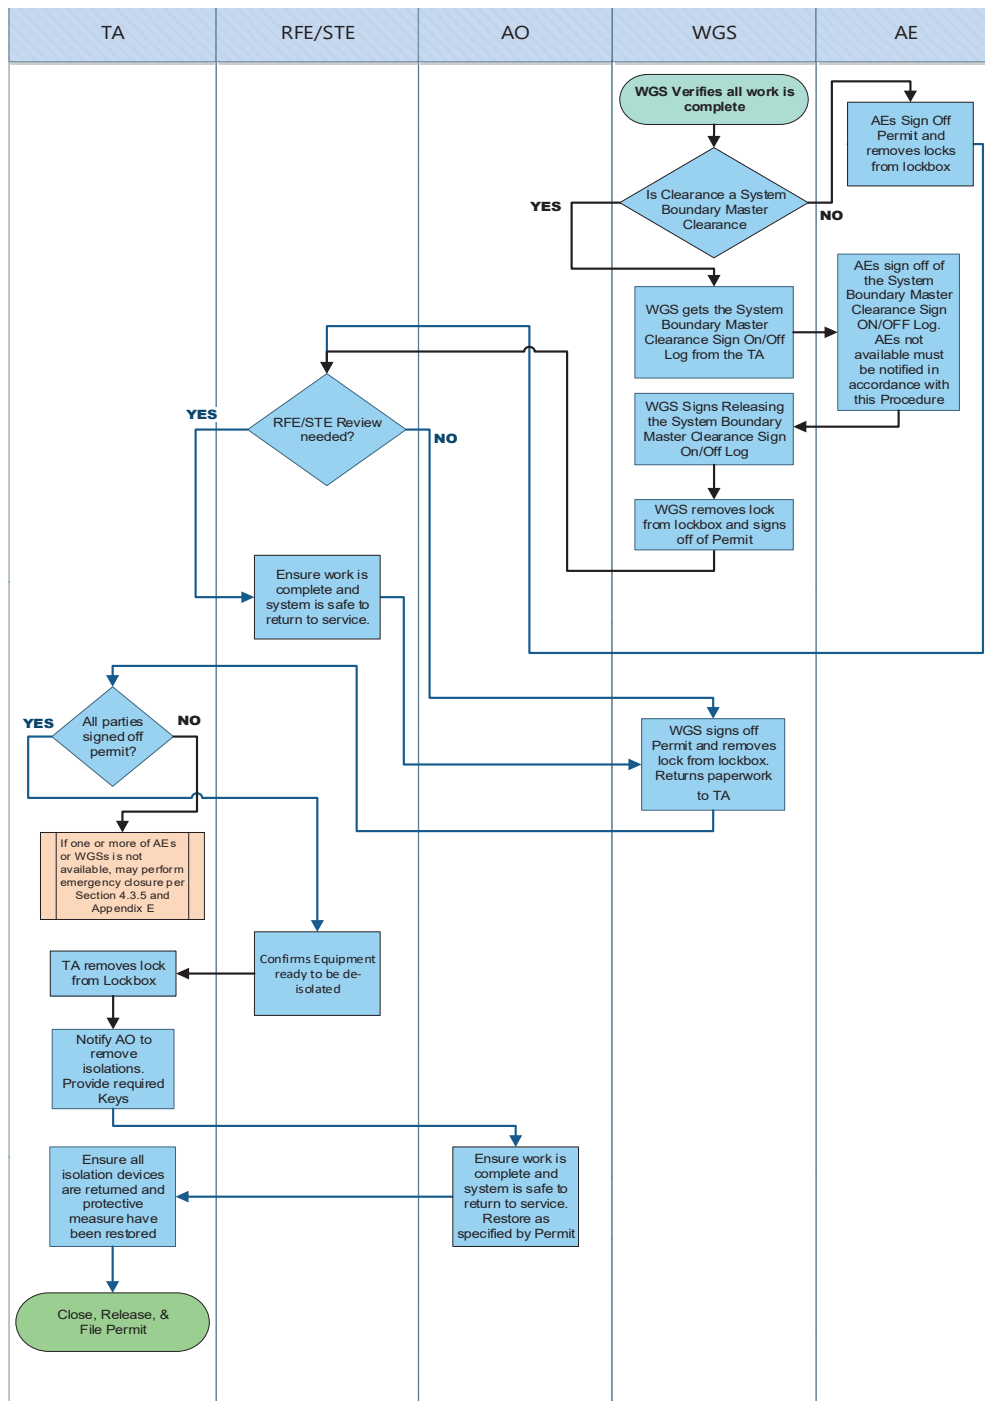 TA
RFE/STE
AO
WGS
AE
WGS Verifies all work is
complete
AEs Sign Off
Permit and
removes locks
from lockbox
Is Clearance a System
Boundary Master
Clearance
YES
NO
WGS gets the System
Boundary Master
Clearance Sign On/Off
Log from the TA
AEs sign off of
the System
Boundary Master
Clearance Sign
ON/OFF Log.
AEs not
available must
be notified in
accordance with
this Procedure
WGS Signs Releasing
the System Boundary
Master Clearance Sign
On/Off Log
WGS removes lock
from lockbox and signs
off of Permit
RFE/STE Review
needed?
YES
NO
Ensure work is
complete and
system is safe to
return to service.
WGS signs off
Permit and removes
lock from lockbox.
Returns paperwork
to TA
All parties
signed off
permit?
YES
NO
If one or more of AEs
or WGSs is not
available, may perform
emergency closure per
Section 4.3.5 and
Appendix E
Confirms Equipment
ready to be de-
isolated
TA removes lock
from Lockbox
Notify AO to
remove
isolations.
Provide required
Keys
Ensure work is
complete and
system is safe to
return to service.
Restore as
specified by Permit
Ensure all
isolation devices
are returned and
protective
measure have
been restored
Close, Release, &
File Permit